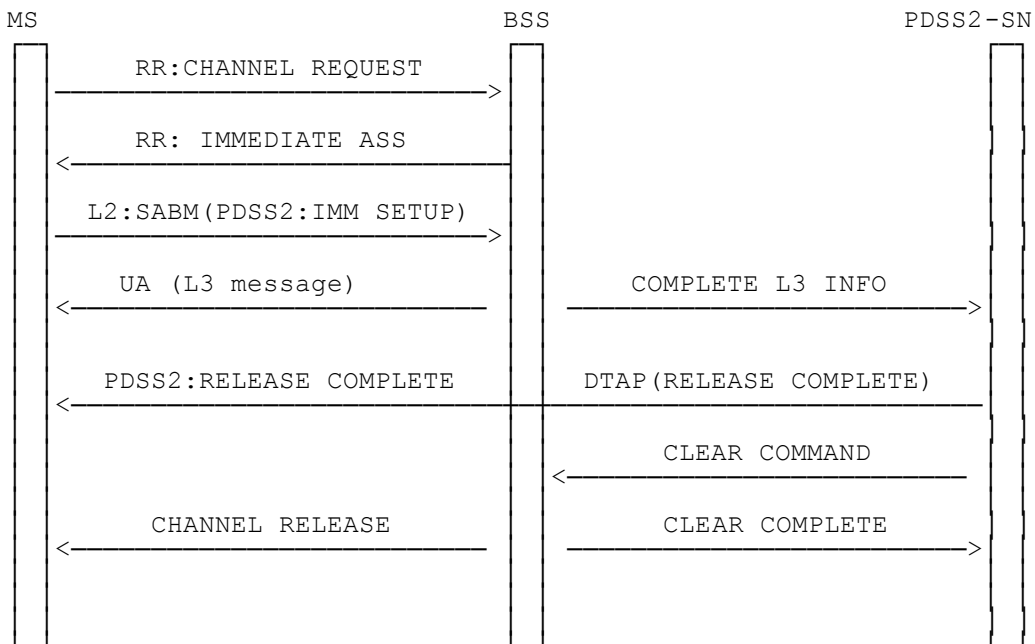 MS BSS PDSS2-SN
RR:CHANNEL REQUEST
RR: IMMEDIATE ASS
L2:SABM(PDSS2:IMM SETUP)
UA (L3 message) COMPLETE L3 INFO
PDSS2:RELEASE COMPLETE DTAP(RELEASE COMPLETE)
CLEAR COMMAND
CHANNEL RELEASE CLEAR COMPLETE